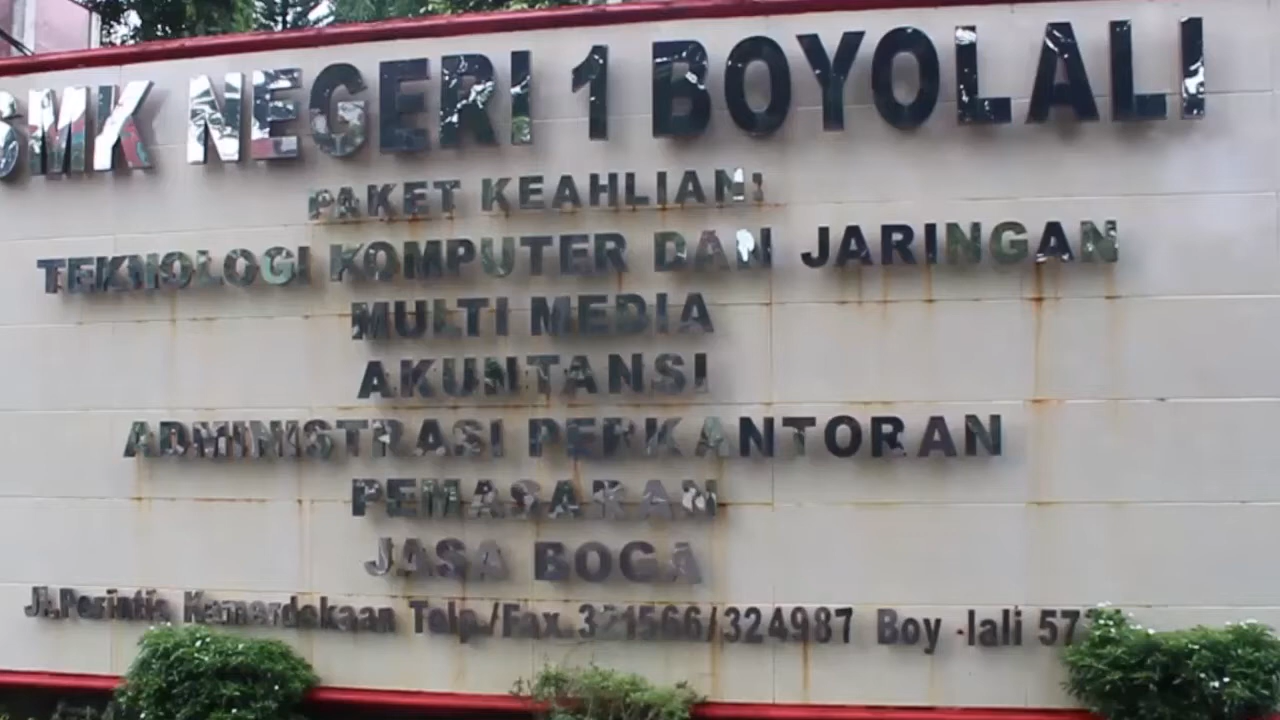 SMK NEGERI 1 BOYOLALI
PAKET KEAHLIAN:
TEKNOLOGI KOMPUTER DAN JARINGAN
MULTI MEDIA
AKUNTANSI
ADMINISTRASI PERKANTORAN
PEMASARAN
JASA BOGA
Jl.Perintis Kemerdekaan Telp./Fax.321566/324987 Boy lali